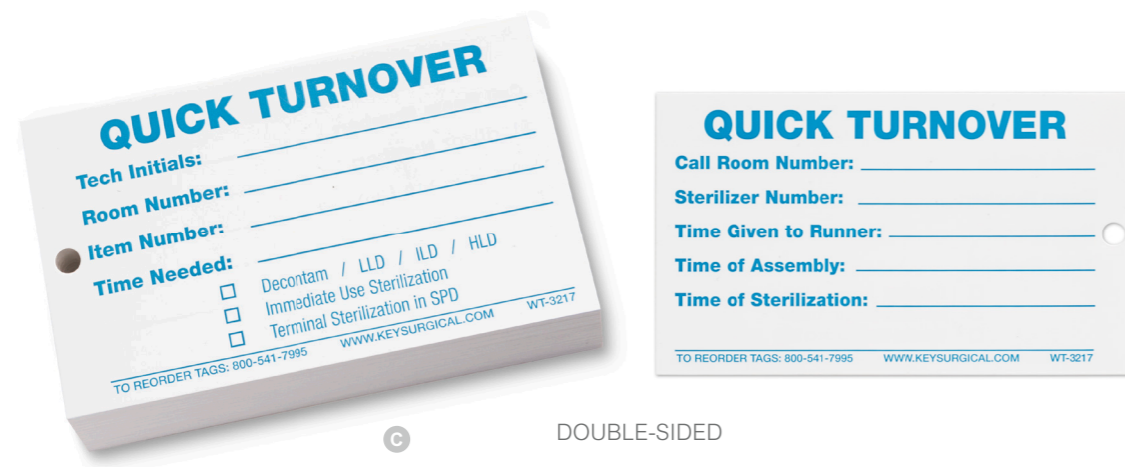 QUICK TURNOVER
Tech Initials:
Room Number:
Item Number:
Time Needed:
Decontam / LLD / ILD / HLD
Immediate Use Sterilization
Terminal Sterilization in SPD
TO REORDER TAGS: 800-541-7995 WWW.KEYSURGICAL.COM WT-3217
QUICK TURNOVER
Call Room Number:
Sterilizer Number:
Time Given to Runner:
Time of Assembly:
Time of Sterilization:
TO REORDER TAGS: 800-541-7995 WWW.KEYSURGICAL.COM WT-3217
C
DOUBLE-SIDED